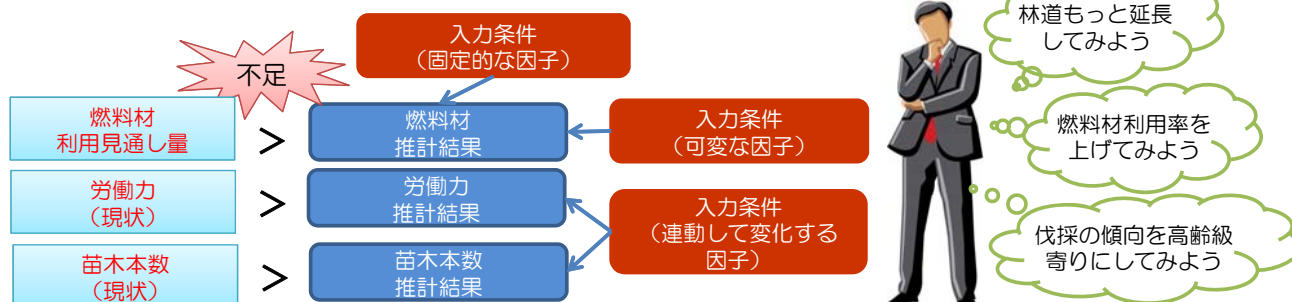 入力条件
（固定的な因子）
不足
燃料材
利用見通し量
＞
燃料材
推計結果
入力条件
（可変な因子）
労働力
（現状）
＞
労働力
推計結果
入力条件
（連動して変化する
因子）
苗木本数
（現状）
＞
苗木本数
推計結果
林道もっと延長
してみよう
燃料材利用率を
上げてみよう
伐採の傾向を高齢級
寄りにしてみよう